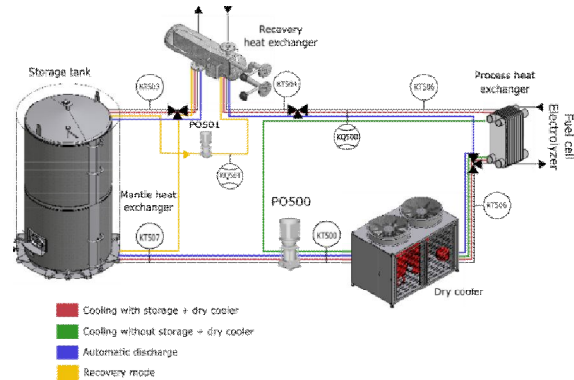 Recovery
heat exchanger
Storage tank
KT503
KT504
KT506
Process heat
exchanger
PO501
KQ500
Fuel cell
Electrolyzer
Mantle heat
exchanger
PO500
KT506
KT507
KT500
Dry cooler
Cooling with storage + dry cooler
Cooling without storage + dry cooler
Automatic discharge
Recovery mode